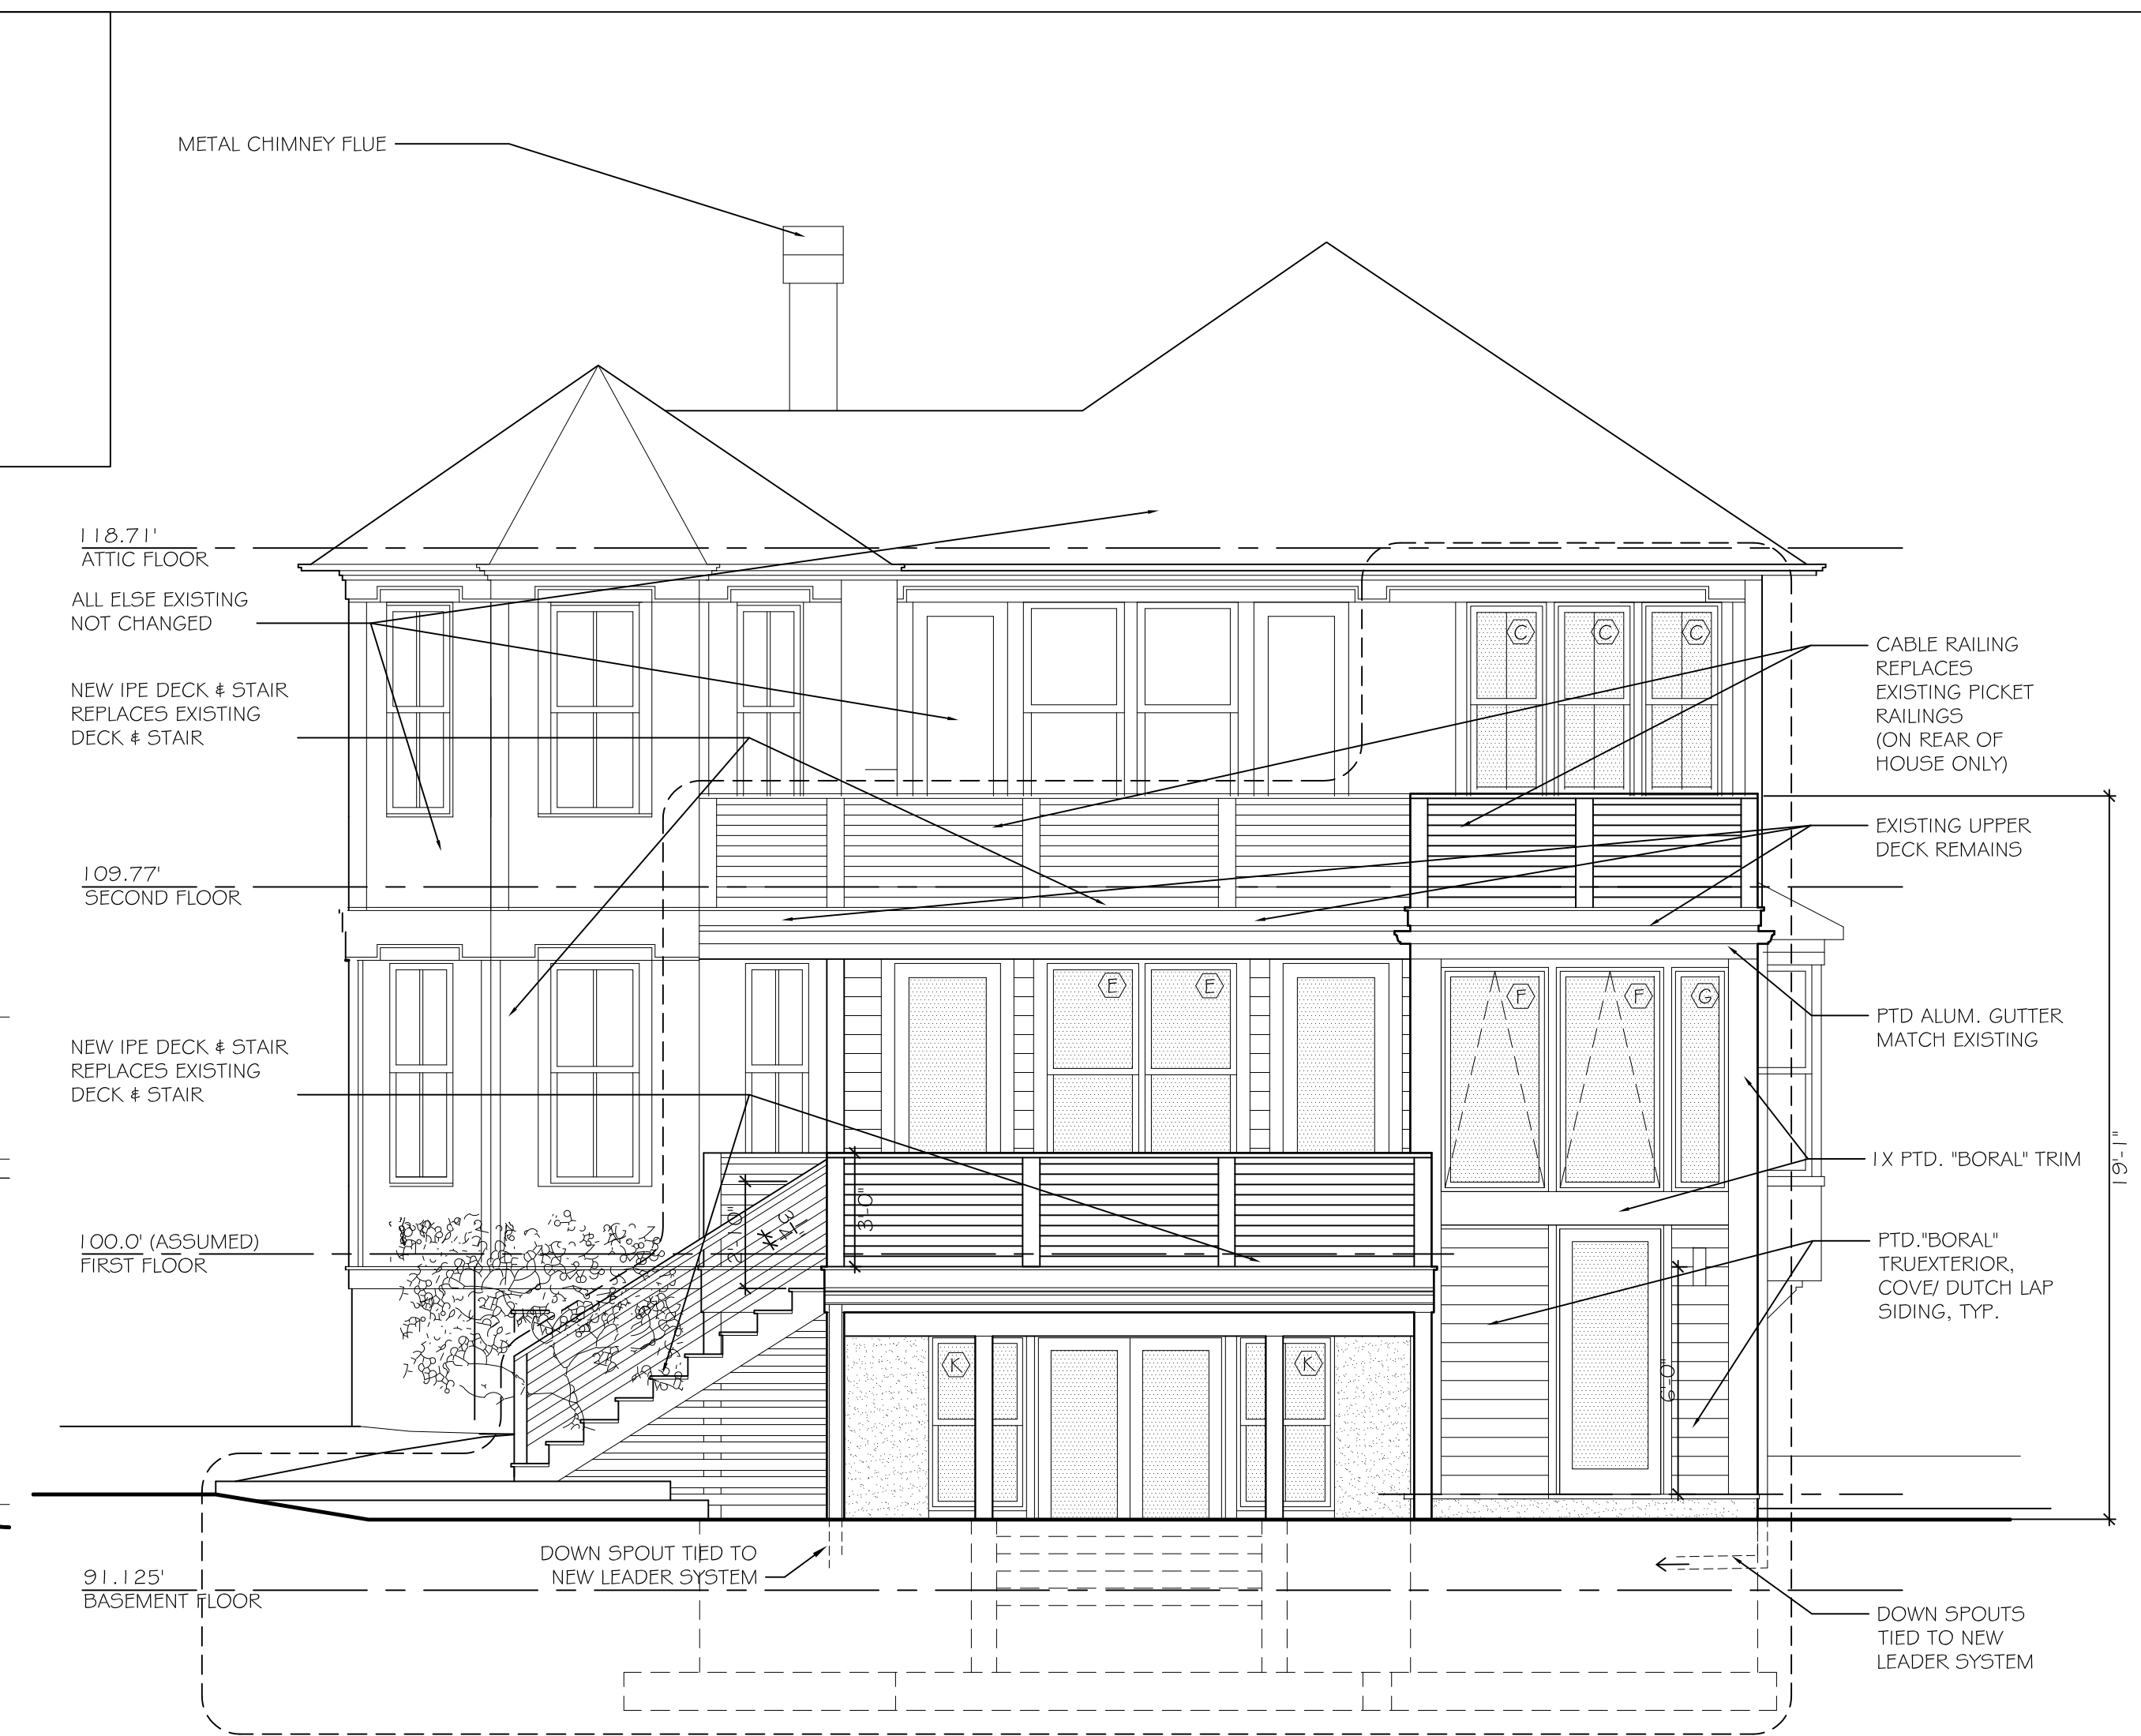 METAL CHIMNEY FLUE
118.71'
ATTIC FLOOR
ALL ELSE EXISTING
NOT CHANGED
NEW IPE DECK & STAIR
REPLACES EXISTING
DECK & STAIR
109.77'
SECOND FLOOR
NEW IPE DECK & STAIR
REPLACES EXISTING
DECK & STAIR
100.0' (ASSUMED)
FIRST FLOOR
91.125'
BASEMENT FLOOR
C
C
C
E
E
F
F
G
K
K
3'-0"
DOWN SPOUT TIED TO
NEW LEADER SYSTEM
CABLE RAILING
REPLACES
EXISTING PICKET
RAILINGS
(ON REAR OF
HOUSE ONLY)
EXISTING UPPER
DECK REMAINS
PTD ALUM. GUTTER
MATCH EXISTING
1X PTD. "BORAL" TRIM
PTD."BORAL"
TRUEXTERIOR,
COVE/ DUTCH LAP
SIDING, TYP.
DOWN SPOUTS
TIED TO NEW
LEADER SYSTEM